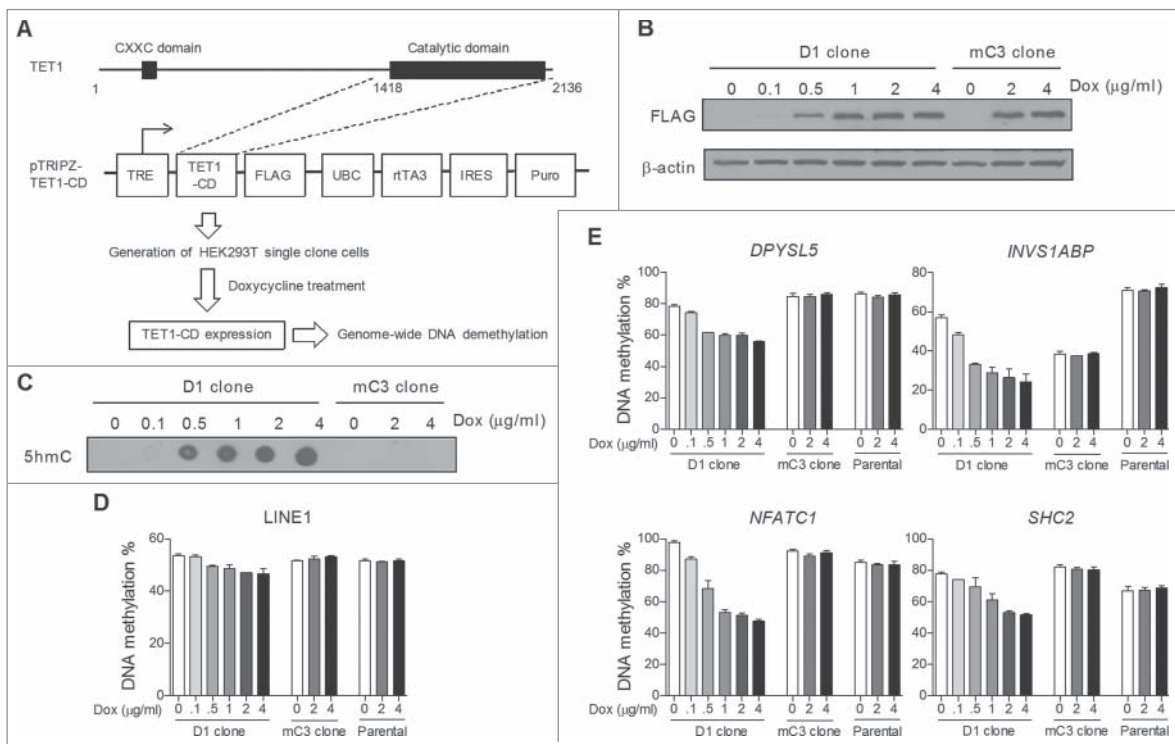 A
CXXC domain
Catalytic domain
TET1
1
1418
2136
pTRIPZ-
TET1-CD
TRE
TET1
-CD
FLAG
UBC
rtTA3
IRES
Puro
Generation of HEK293T single clone cells
Doxycycline treatment
TET1-CD expression
Genome-wide DNA demethylation
B
D1 clone
mC3 clone
0 0.1 0.5 1 2 4 0 2 4 Dox (μg/ml)
FLAG
β-actin
C
D1 clone
mC3 clone
0 0.1 0.5 1 2 4 0 2 4 Dox (μg/ml)
5hmC
D
LINE1
DNA methylation %
60
40
20
0
Dox (μg/ml) 0 .1 .5 1 2 4 0 2 4 0 2 4
D1 clone mC3 clone Parental
E
DPYSL5
DNA methylation %
100
80
60
40
20
0
Dox (μg/ml) 0 .1 .5 1 2 4 0 2 4 0 2 4
D1 clone mC3 clone Parental
INVS1ABP
80
60
40
20
0
0 .1 .5 1 2 4 0 2 4 0 2 4
D1 clone mC3 clone Parental
NFATC1
DNA methylation %
100
80
60
40
20
0
Dox (μg/ml) 0 .1 .5 1 2 4 0 2 4 0 2 4
D1 clone mC3 clone Parental
SHC2
100
80
60
40
20
0
0 .1 .5 1 2 4 0 2 4 0 2 4
D1 clone mC3 clone Parental